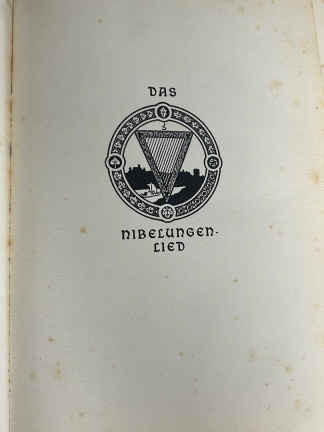 DAS
NIBELUNGEN-
LIED